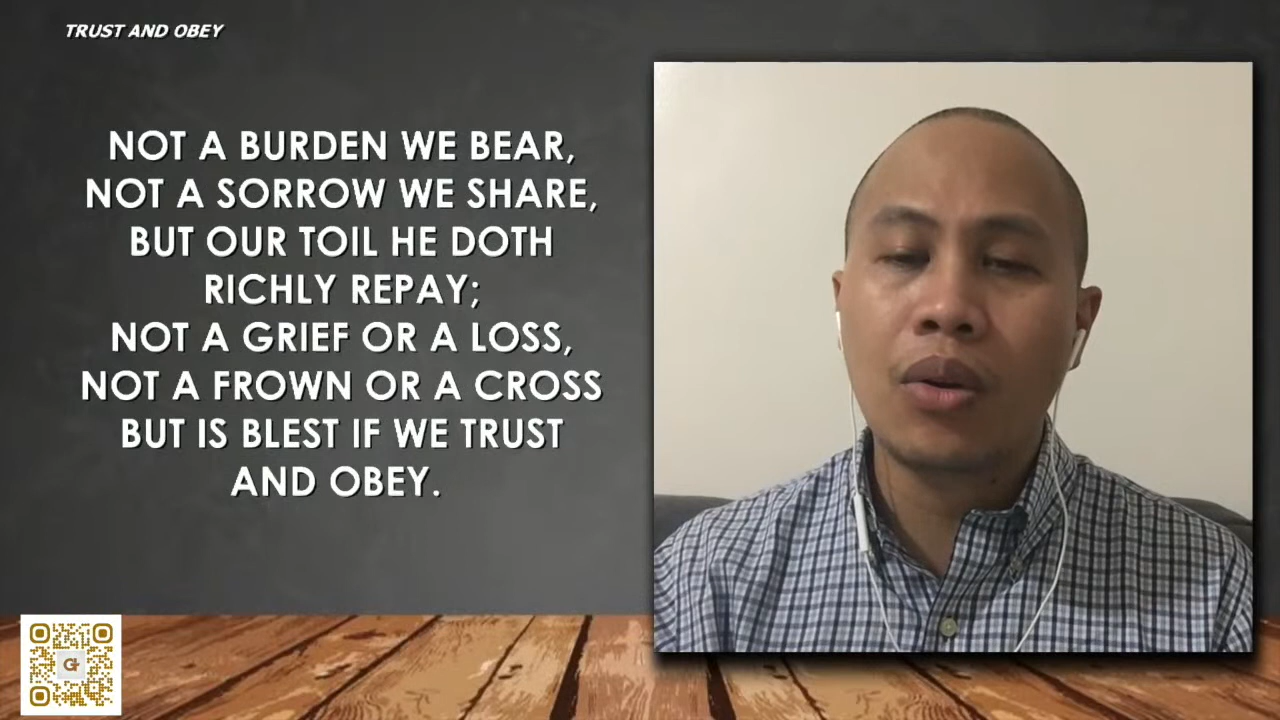 TRUST AND OBEY
NOT A BURDEN WE BEAR,
NOT A SORROW WE SHARE,
BUT OUR TOIL HE DOTH
RICHLY REPAY;
NOT A GRIEF OR A LOSS,
NOT A FROWN OR A CROSS
BUT IS BLEST IF WE TRUST
AND OBEY.